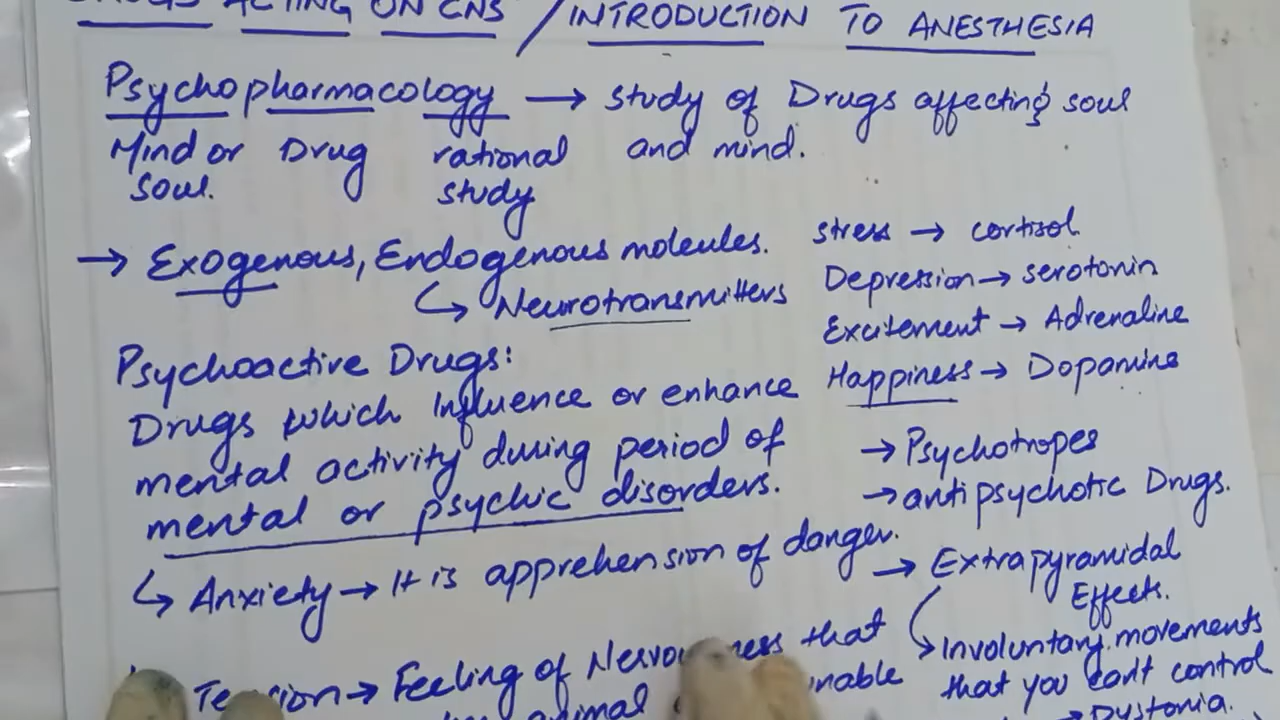 DRUGS ACTING ON CNS / INTRODUCTION TO ANESTHESIA
Psychopharmacology → study of Drugs affecting soul
Mind or Drug rational and mind.
soul. study
→ Exogenous, Endogenous molecules.
↳ Neurotransmitters
stress → cortisol
Depression → serotonin
Excitement → Adrenaline
Happiness → Dopamine
Psychoactive Drugs:
Drugs which Influence or enhance
mental activity during period of
mental or psychic disorders.
→ Psychotropes
→ antipsychotic Drugs.
↳ Anxiety → It is apprehension of danger.
→ Extrapyramidal
Effects.
↳ Involuntary movements
that you can't control
→ Dystonia.
Tension → Feeling of Nervousness that
animal